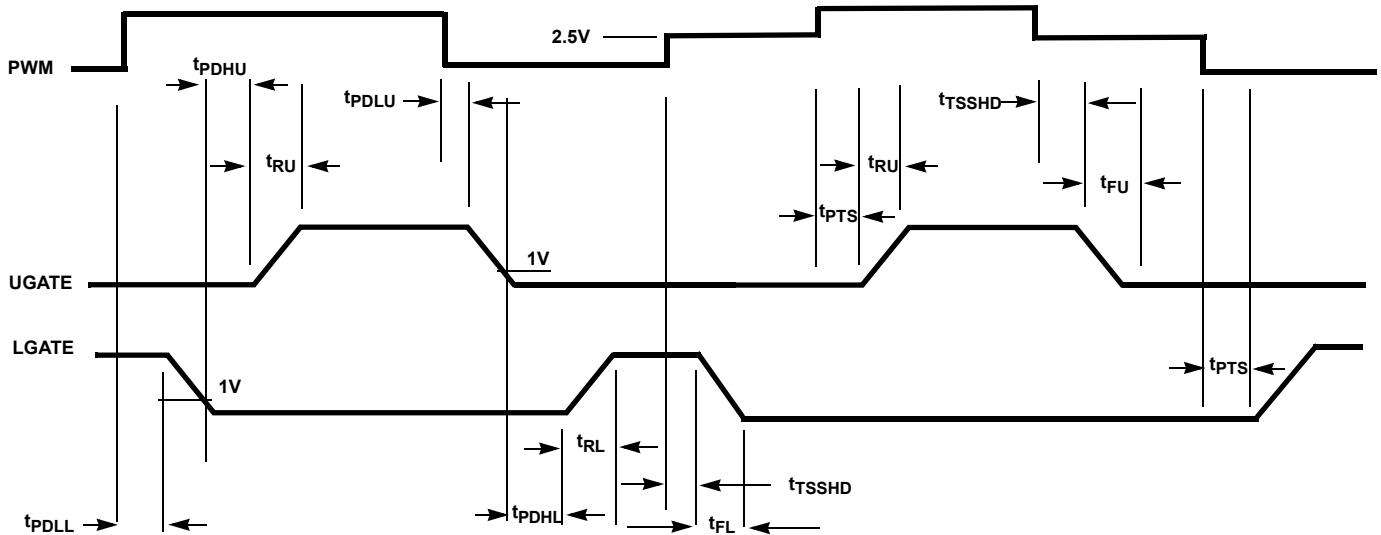 2.5V
PWM
tPDHU
tPDLU
tTSSHD
tRU
tRU
tFU
tPTS
1V
UGATE
LGATE
1V
tPTS
tRL
tTSSHD
tPDLL
tPDHL
tFL